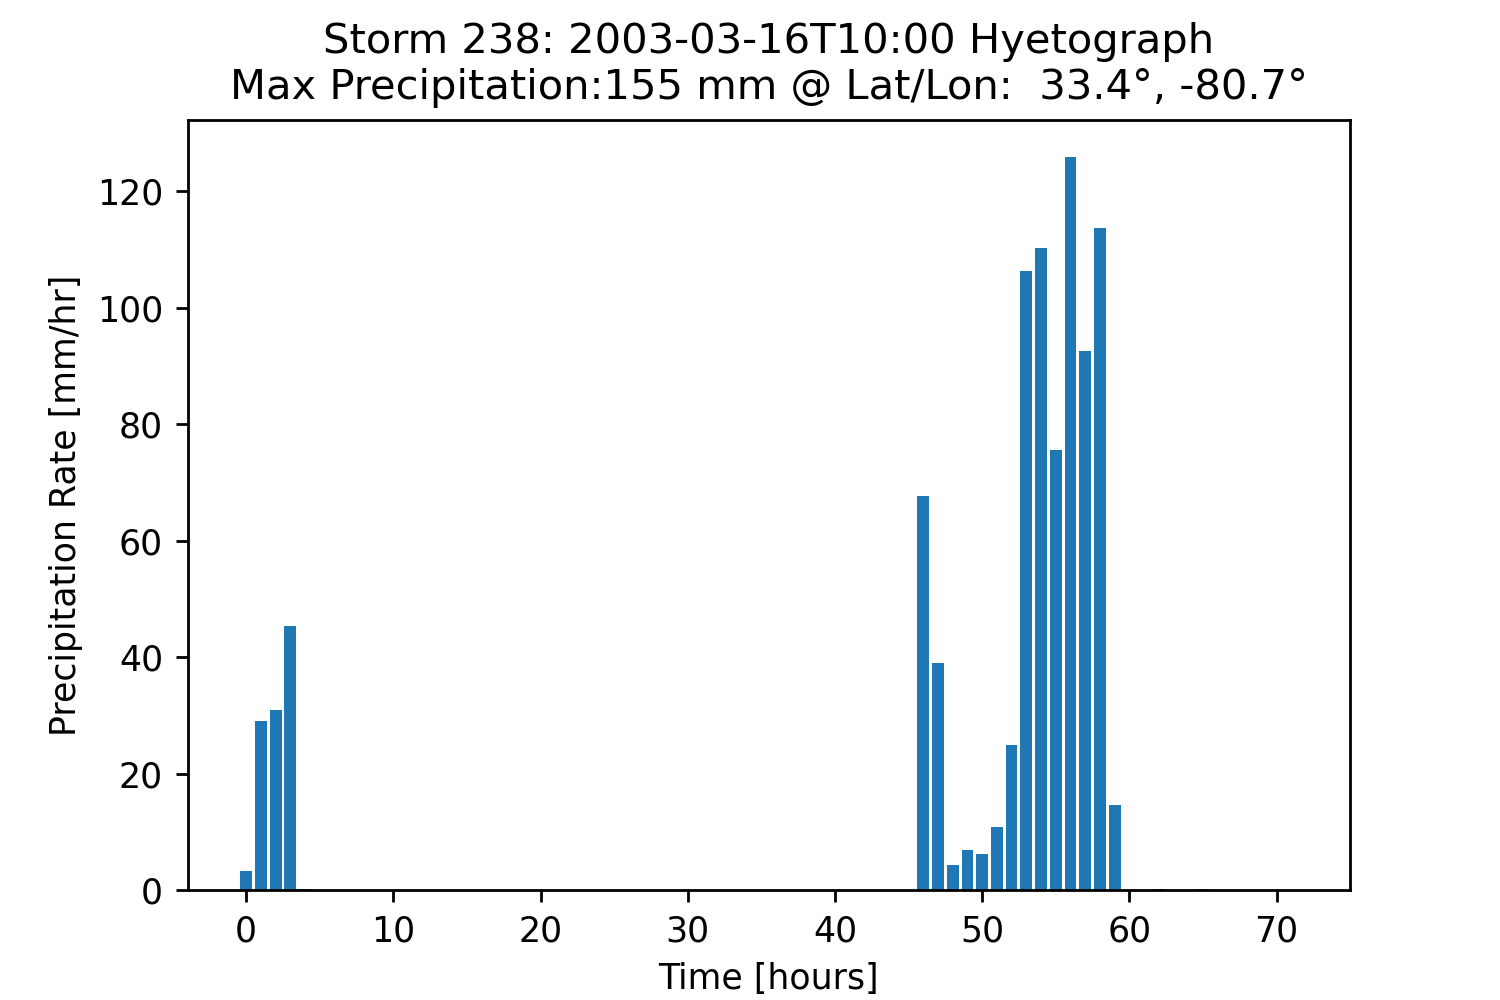 Storm 238: 2003-03-16T10:00 Hyetograph
Max Precipitation:155 mm @ Lat/Lon:  33.4°, -80.7°
Precipitation Rate [mm/hr]
120
100
80
60
40
20
0
0 10 20 30 40 50 60 70
Time [hours]